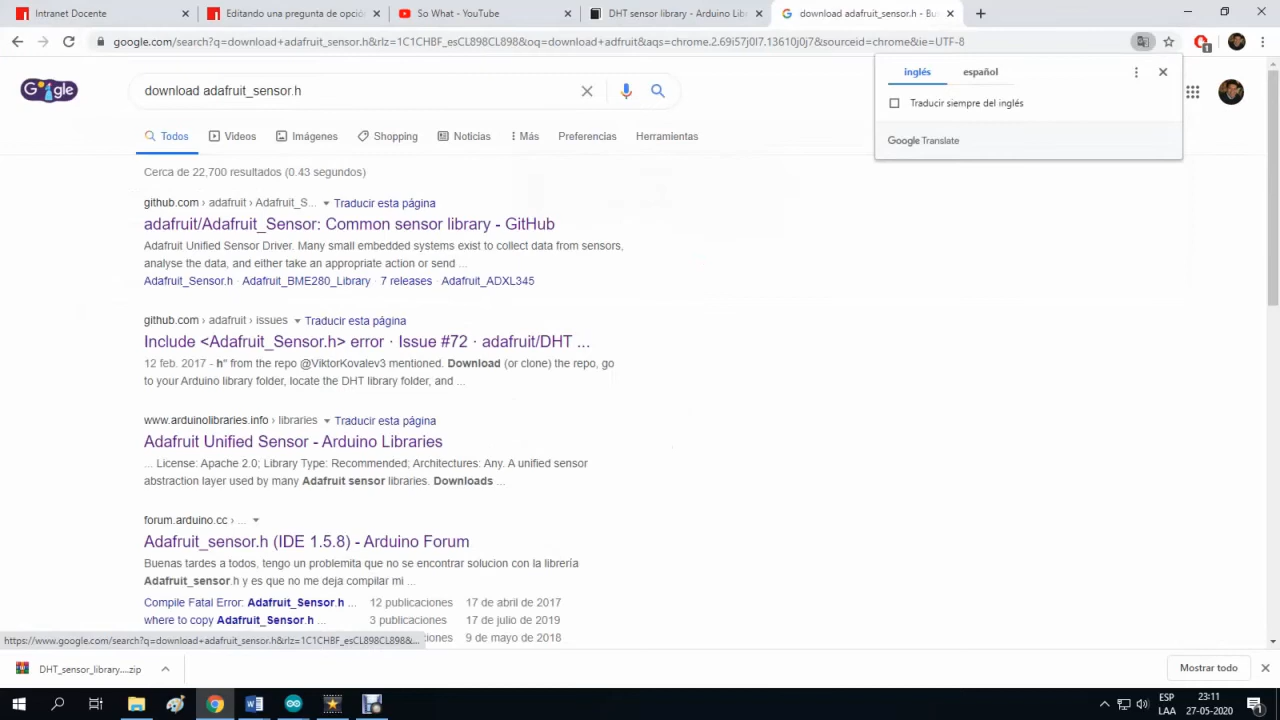 Intranet Docente
Editando una pregunta de opció
So What - YouTube
DHT sensor library - Arduino Lib
download adafruit_sensor.h - Bu
google.com/search?q=download+adafruit_sensor.h&rlz=1C1CHBF_esCL898CL898&oq=download+adfruit&aqs=chrome.2.69i57j0l7.13610j0j7&sourceid=chrome&ie=UTF-8
1
inglés español
Traducir siempre del inglés
Google Translate
Google
download adafruit_sensor.h
Todos Videos Imágenes Shopping Noticias Más Preferencias Herramientas
Cerca de 22,700 resultados (0.43 segundos)
github.com › adafruit › Adafruit_S... Traducir esta página
adafruit/Adafruit_Sensor: Common sensor library - GitHub
Adafruit Unified Sensor Driver. Many small embedded systems exist to collect data from sensors,
analyse the data, and either take an appropriate action or send ...
Adafruit_Sensor.h · Adafruit_BME280_Library · 7 releases · Adafruit_ADXL345
github.com › adafruit › issues Traducir esta página
Include <Adafruit_Sensor.h> error · Issue #72 · adafruit/DHT ...
12 feb. 2017 - h" from the repo @ViktorKovalev3 mentioned. Download (or clone) the repo, go
to your Arduino library folder, locate the DHT library folder, and ...
www.arduinolibraries.info › libraries Traducir esta página
Adafruit Unified Sensor - Arduino Libraries
... License: Apache 2.0; Library Type: Recommended; Architectures: Any. A unified sensor
abstraction layer used by many Adafruit sensor libraries. Downloads ...
forum.arduino.cc › ...
Adafruit_sensor.h (IDE 1.5.8) - Arduino Forum
Buenas tardes a todos, tengo un problemita que no se encontrar solucion con la librería
Adafruit_sensor.h y es que no me deja compilar mi ...
Compile Fatal Error: Adafruit_Sensor.h ... 12 publicaciones 17 de abril de 2017
where to copy Adafruit_Sensor.h ... 3 publicaciones 17 de julio de 2019
ciones 9 de mayo de 2018
https://www.google.com/search?q=download+adafruit_sensor.h&rlz=1C1CHBF_esCL898CL898&...
DHT_sensor_library....zip
Mostrar todo
ESP
LAA
23:11
27-05-2020
1